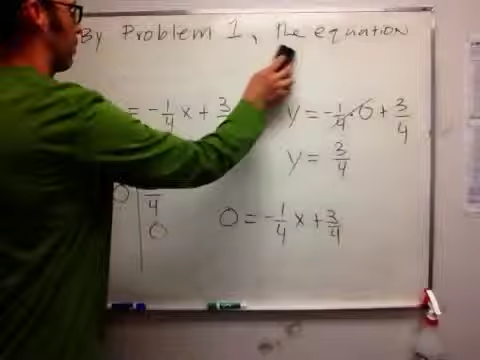 By Problem 1, the equation
= -1/4 x + 3/
y = -1/4 · 0 + 3/4
y = 3/4
0
/4
0
0 = -1/4 x + 3/4